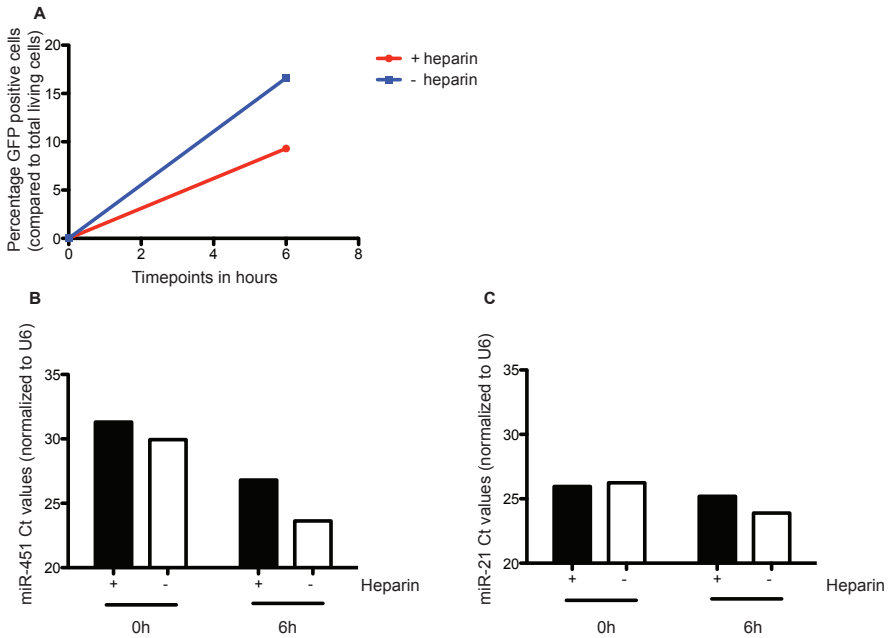 A
Percentage GFP positive cells
(compared to total living cells)
20
15
10
5
0
0 2 4 6 8
Timepoints in hours
+ heparin
- heparin
B
miR-451 Ct values (normalized to U6)
35
30
25
20
+ - + - Heparin
0h 6h
C
miR-21 Ct values (normalized to U6)
35
30
25
20
+ - + - Heparin
0h 6h